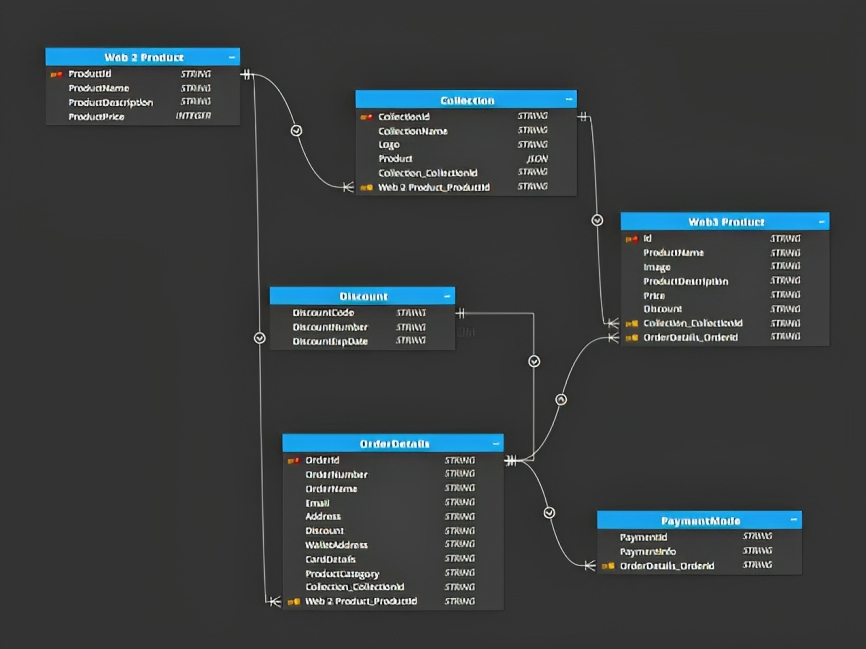 Web 2 Product
ProductId STRING
ProductName STRING
ProductDescription STRING
ProductPrice INTEGER
Collection
CollectionId STRING
CollectionName STRING
Logo STRING
Product JSON
Collection_CollectionId STRING
Web 2 Product_ProductId STRING
Web3 Product
Id STRING
ProductName STRING
Image STRING
ProductDescription STRING
Price STRING
Discount STRING
Collection_CollectionId STRING
OrderDetails_OrderId STRING
Discount
DiscountCode STRING
DiscountNumber STRING
DiscountExpDate STRING
OrderDetails
OrderId STRING
OrderNumber STRING
OrderName STRING
Email STRING
Address STRING
Discount STRING
WalletAddress STRING
CardDetails STRING
ProductCategory STRING
Collection_CollectionId STRING
Web 2 Product_ProductId STRING
PaymentMode
PaymentId STRING
PaymentInfo STRING
OrderDetails_OrderId STRING